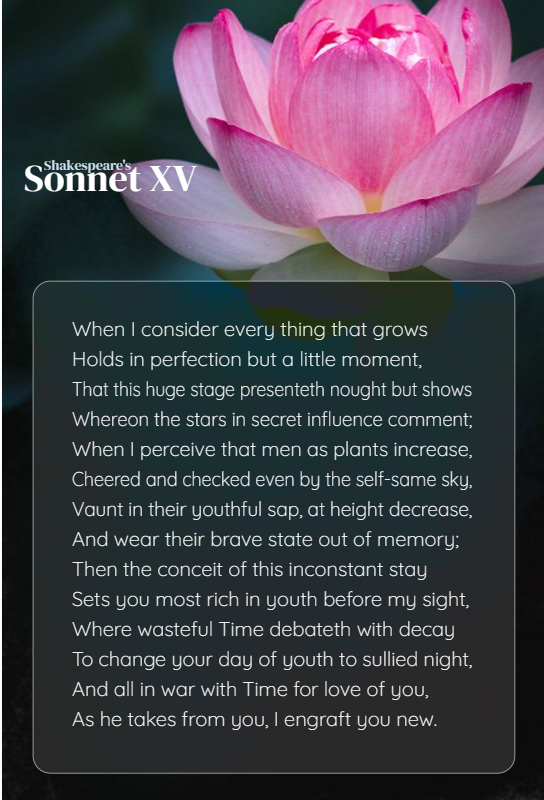 Shakespeare's
Sonnet XV
When I consider every thing that grows
Holds in perfection but a little moment,
That this huge stage presenteth nought but shows
Whereon the stars in secret influence comment;
When I perceive that men as plants increase,
Cheered and checked even by the self-same sky,
Vaunt in their youthful sap, at height decrease,
And wear their brave state out of memory;
Then the conceit of this inconstant stay
Sets you most rich in youth before my sight,
Where wasteful Time debateth with decay
To change your day of youth to sullied night,
And all in war with Time for love of you,
As he takes from you, I engraft you new.